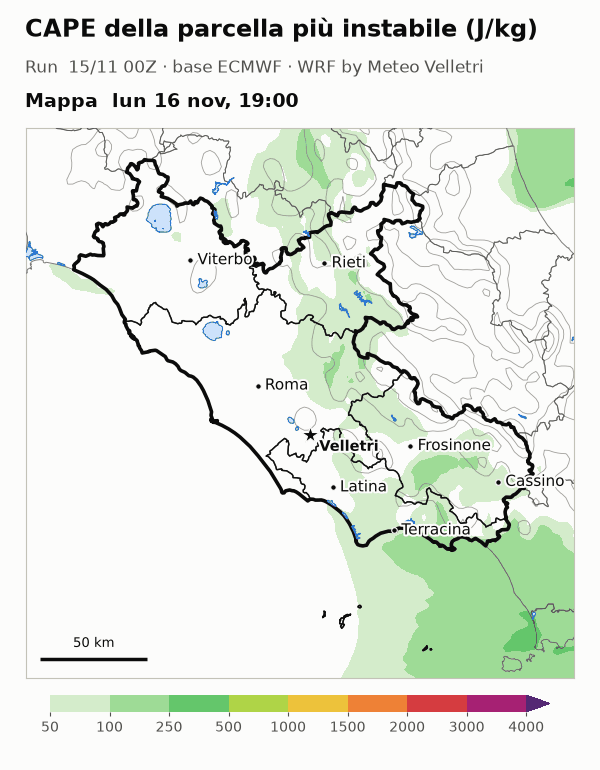 CAPE della parcella più instabile (J/kg)
Run  15/11 00Z · base ECMWF · WRF by Meteo Velletri
Mappa  lun 16 nov, 19:00
Viterbo
Rieti
Roma
Velletri
Frosinone
Cassino
Latina
Terracina
50 km
50 100 250 500 1000 1500 2000 3000 4000